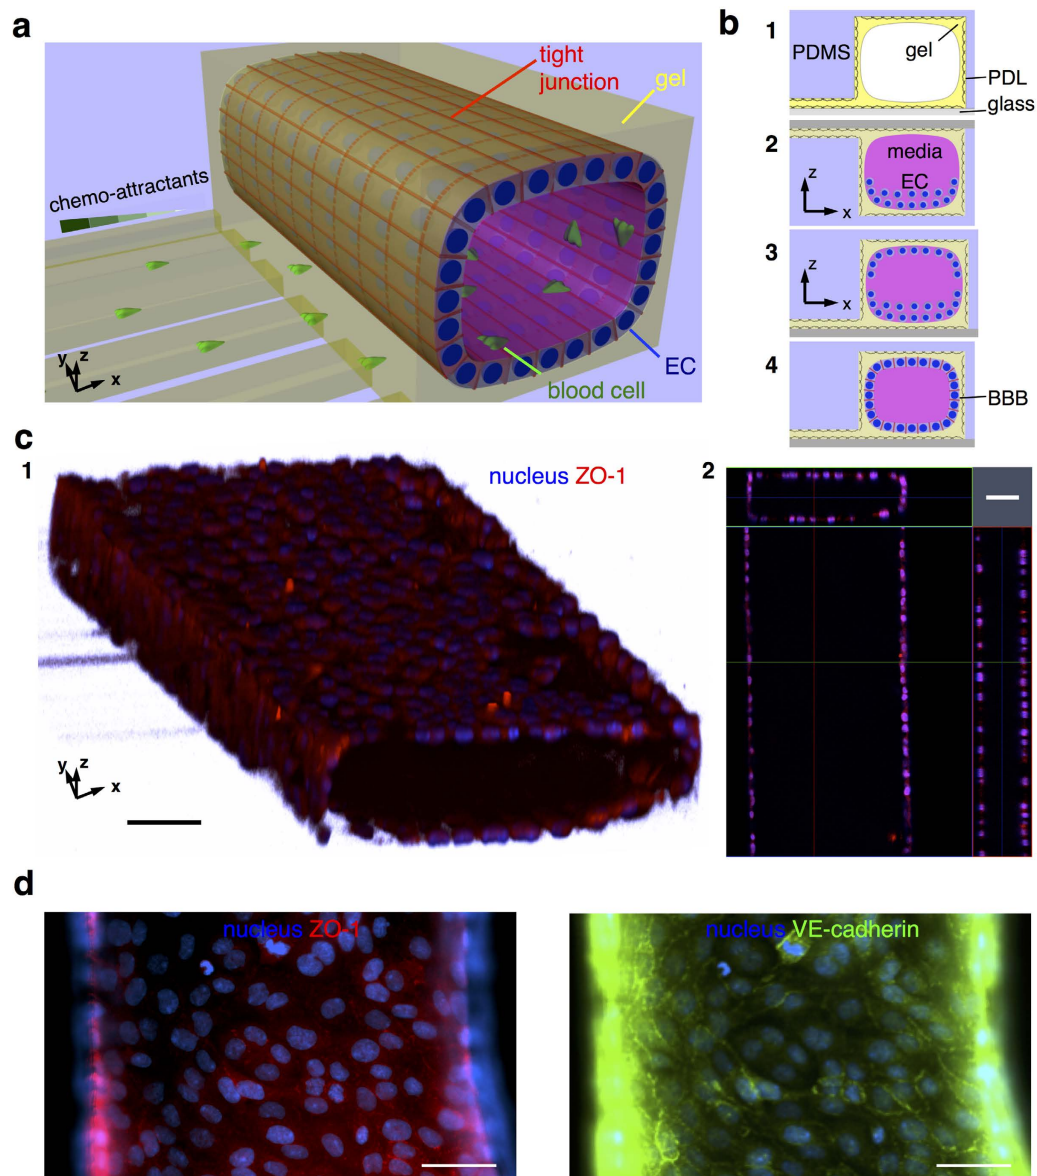 a
tight
junction
gel
chemo-attractants
y z
x
EC
blood cell
b
1
PDMS
gel
PDL
glass
2
media
EC
z
x
3
z
x
4
BBB
c
1
nucleus ZO-1
y z
x
2
d
nucleus ZO-1
nucleus VE-cadherin